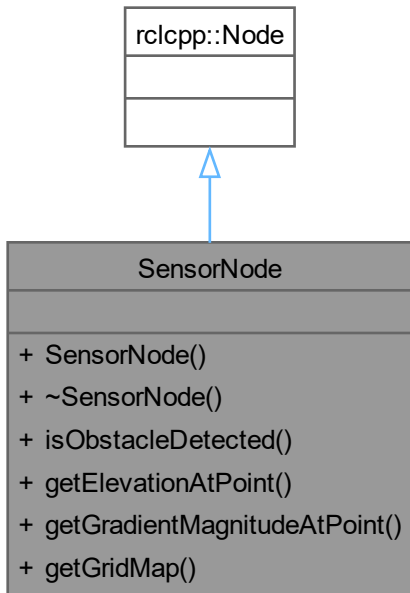 rclcpp::Node
SensorNode
+ SensorNode()
+ ~SensorNode()
+ isObstacleDetected()
+ getElevationAtPoint()
+ getGradientMagnitudeAtPoint()
+ getGridMap()